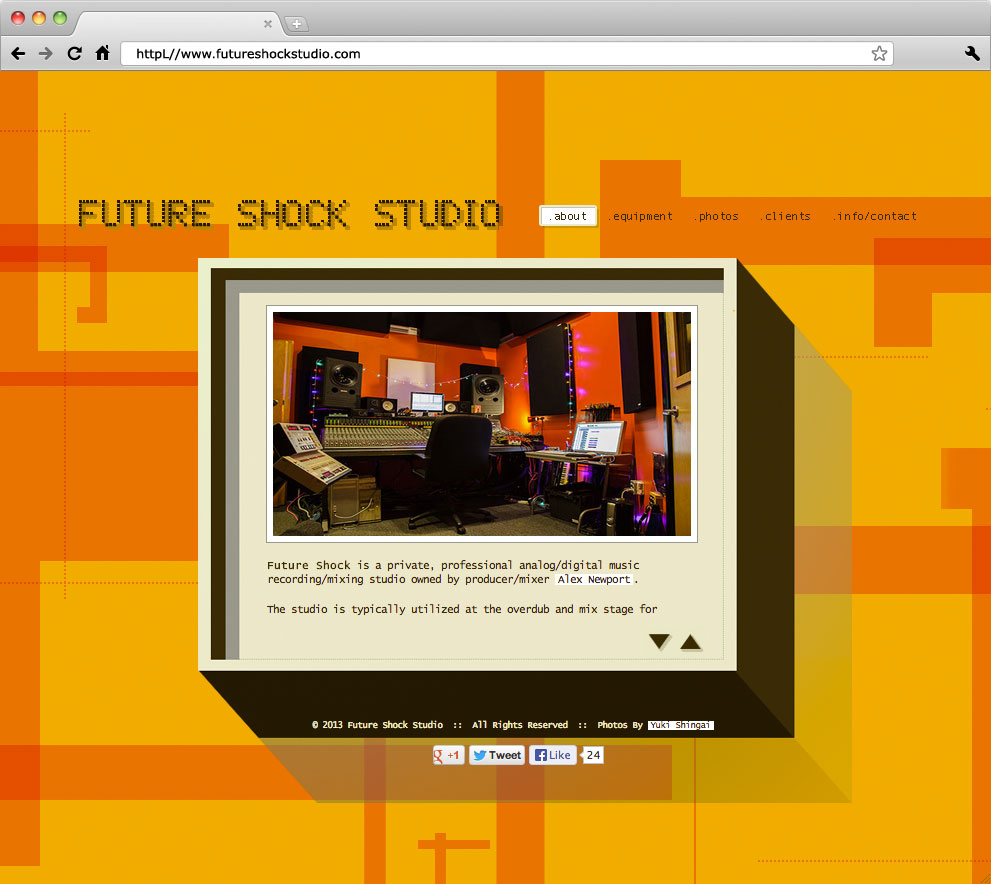 httpL//www.futureshockstudio.com
FUTURE SHOCK STUDIO
.about .equipment .photos .clients .info/contact
Future Shock is a private, professional analog/digital music
recording/mixing studio owned by producer/mixer Alex Newport.
The studio is typically utilized at the overdub and mix stage for
© 2013 Future Shock Studio :: All Rights Reserved :: Photos By Yuki Shingai
g +1 Tweet Like 24